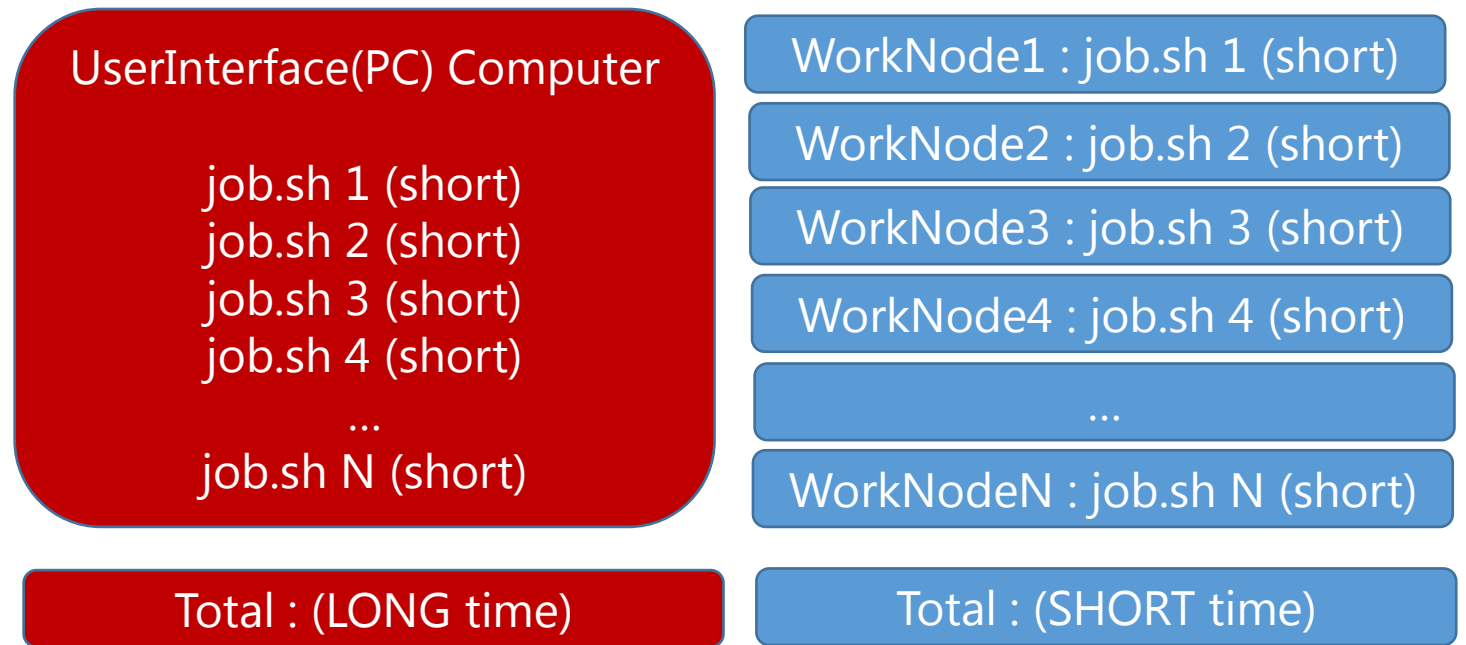 UserInterface(PC) Computer
job.sh 1 (short)
job.sh 2 (short)
job.sh 3 (short)
job.sh 4 (short)
...
job.sh N (short)
Total : (LONG time)
WorkNode1 : job.sh 1 (short)
WorkNode2 : job.sh 2 (short)
WorkNode3 : job.sh 3 (short)
WorkNode4 : job.sh 4 (short)
...
WorkNodeN : job.sh N (short)
Total : (SHORT time)